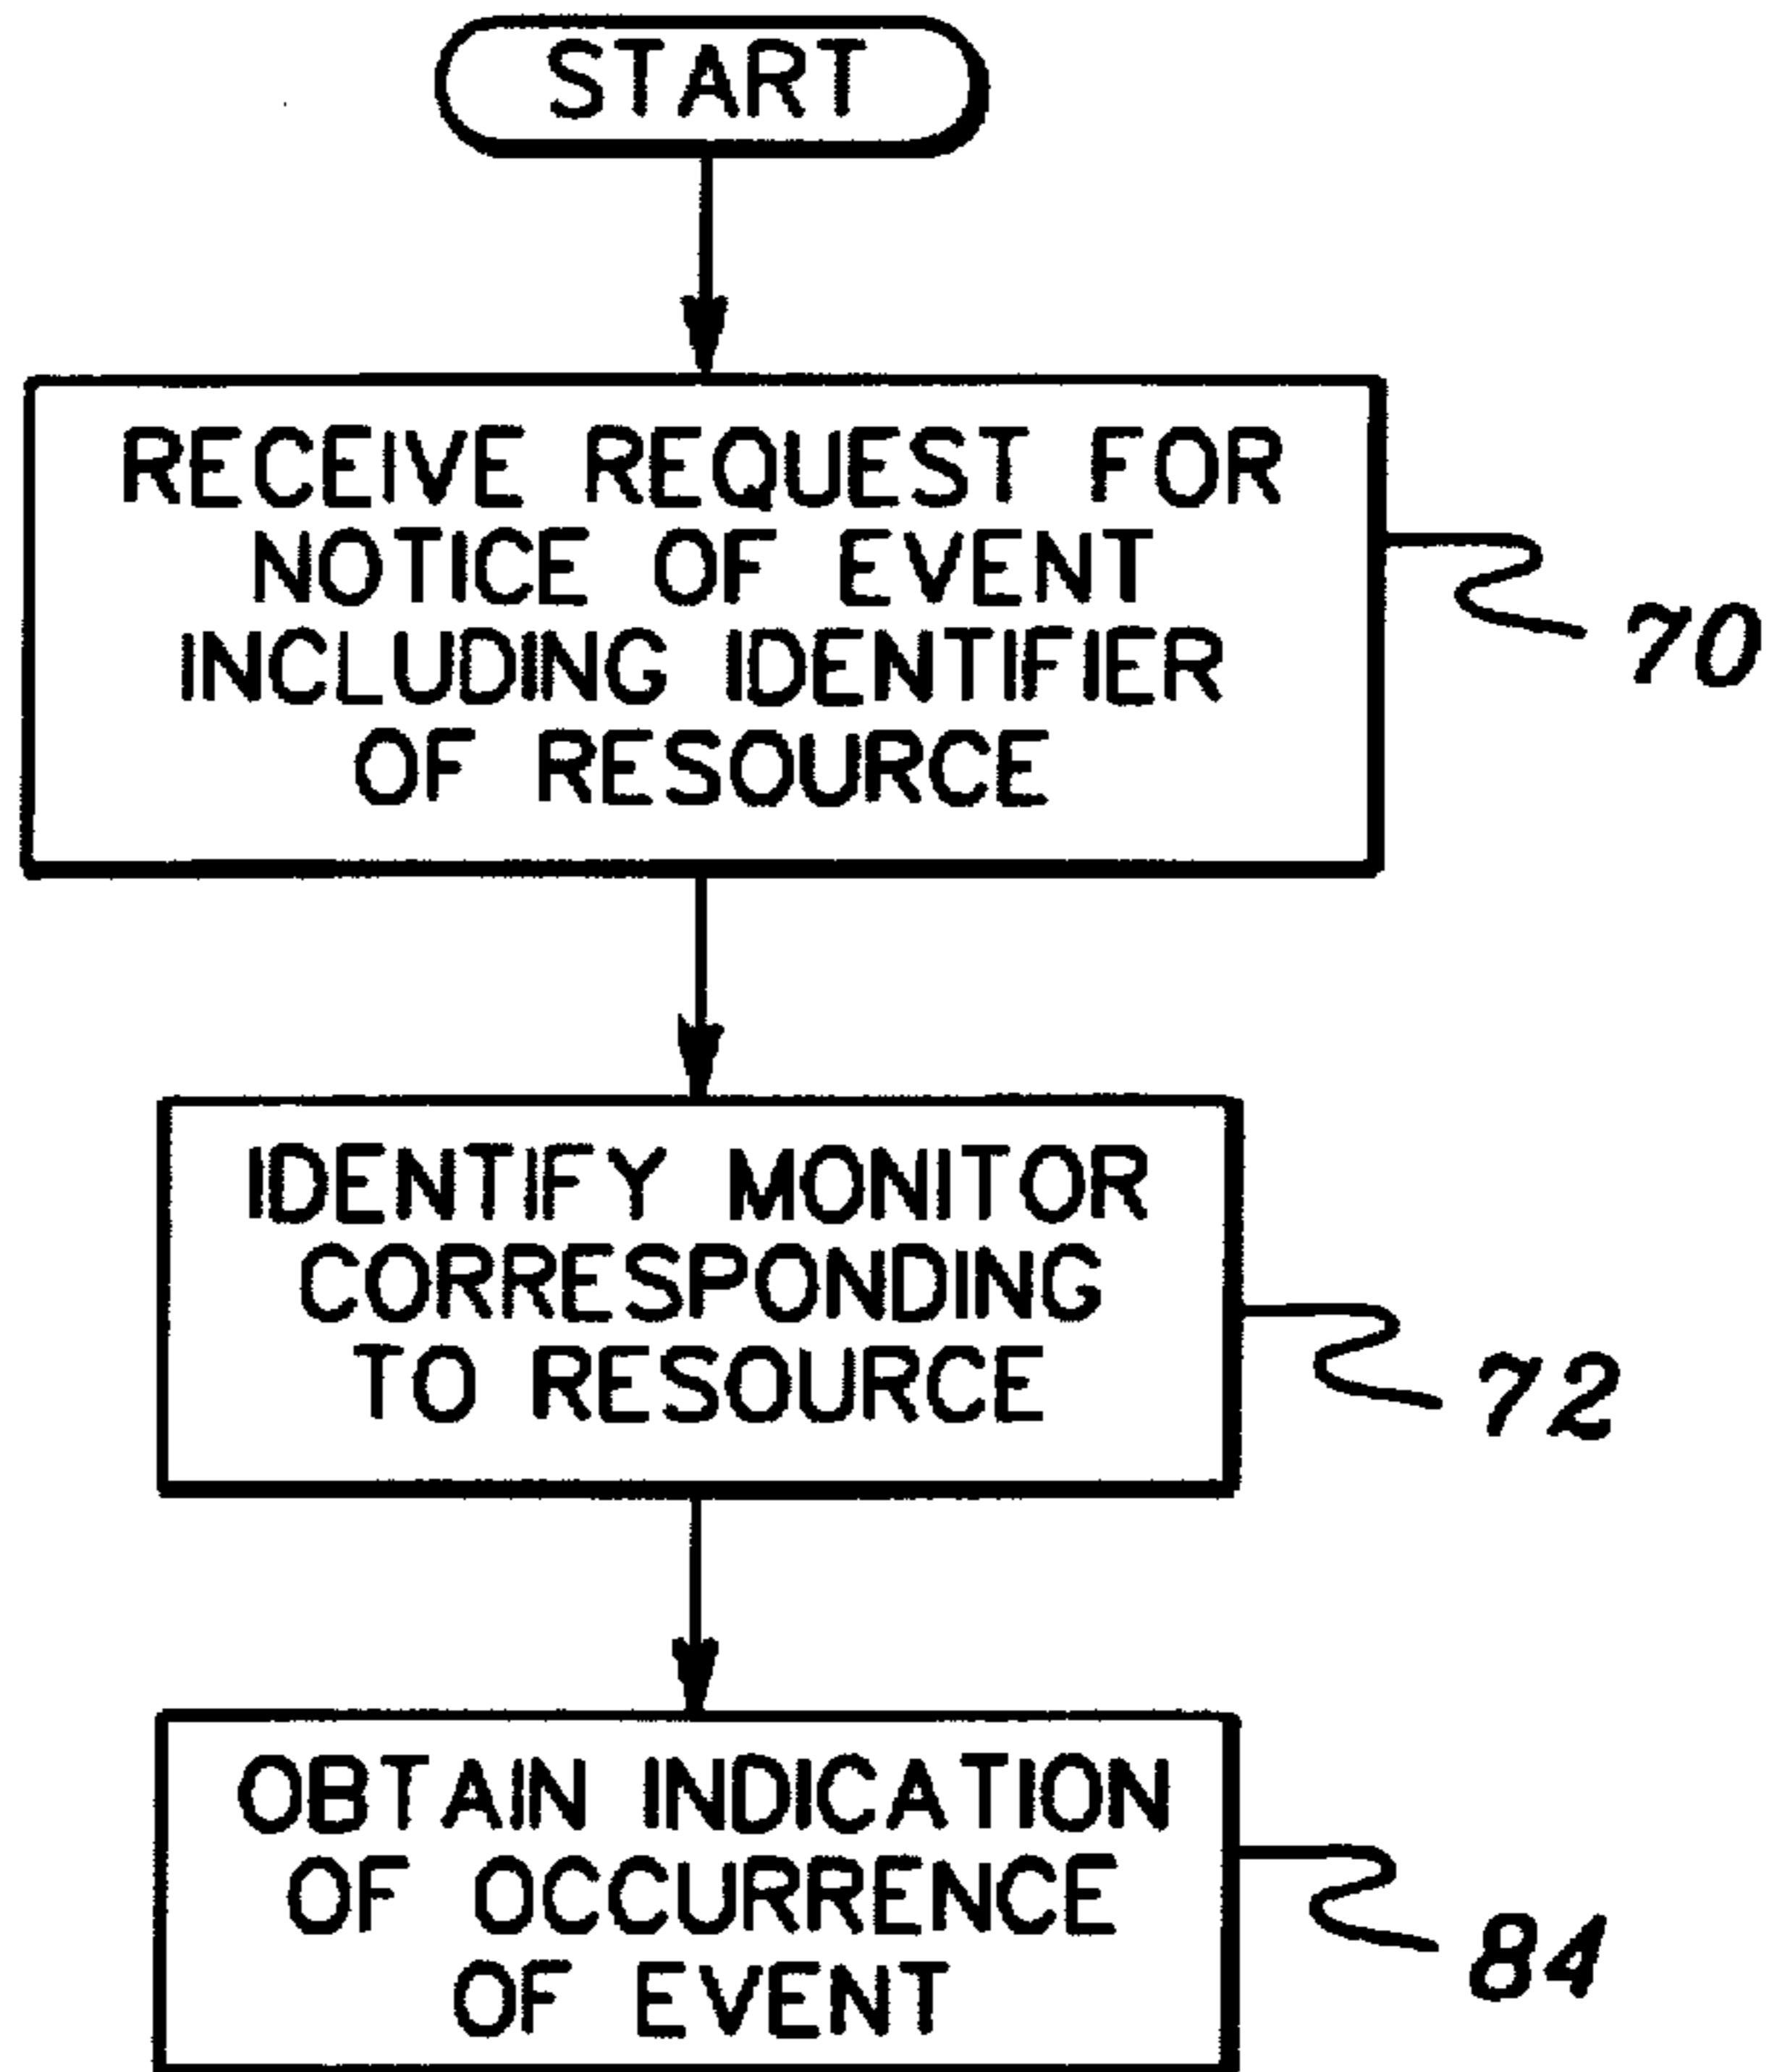 START
RECEIVE REQUEST FOR
NOTICE OF EVENT
INCLUDING IDENTIFIER
OF RESOURCE
70
IDENTIFY MONITOR
CORRESPONDING
TO RESOURCE
72
OBTAIN INDICATION
OF OCCURRENCE
OF EVENT
84